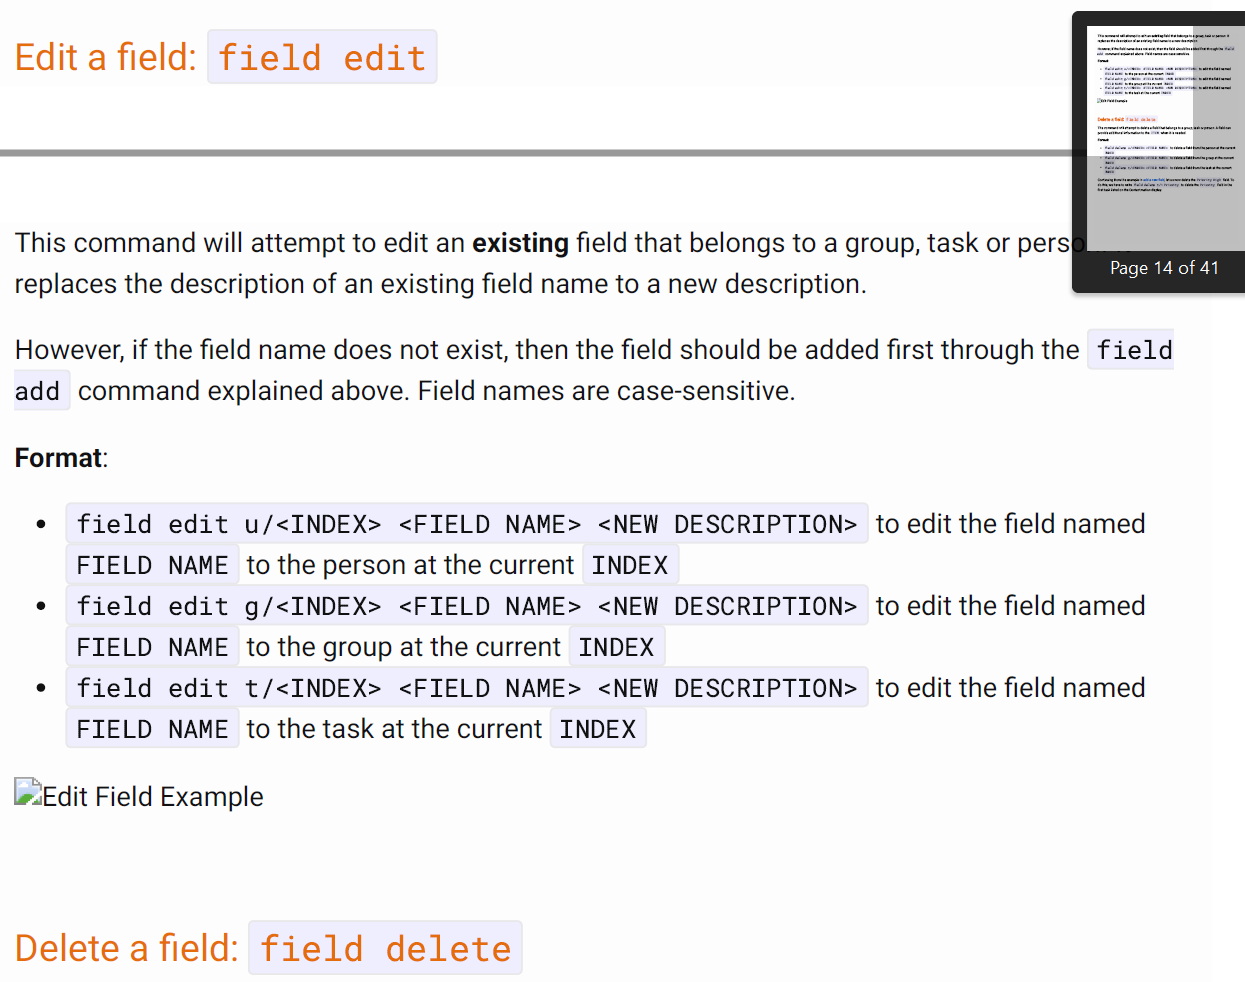 Edit a field: field edit
This command will attempt to edit an existing field that belongs to a group, task or
replaces the description of an existing field name to a new description.
However, if the field name does not exist, then the field should be added first through the field
add command explained above. Field names are case-sensitive.
Format:
• field edit u/<INDEX> <FIELD NAME> <NEW DESCRIPTION> to edit the field named
FIELD NAME to the person at the current INDEX
• field edit g/<INDEX> <FIELD NAME> <NEW DESCRIPTION> to edit the field named
FIELD NAME to the group at the current INDEX
• field edit t/<INDEX> <FIELD NAME> <NEW DESCRIPTION> to edit the field named
FIELD NAME to the task at the current INDEX
Edit Field Example
Delete a field: field delete
Page 14 of 41